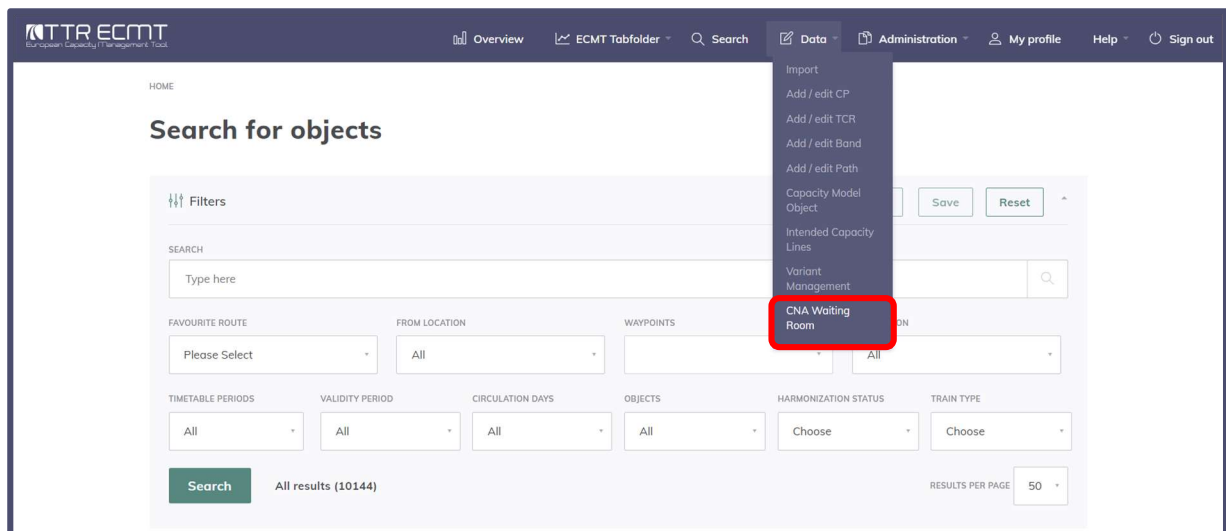 TTR ECMT
European Capacity Management Tool
Overview
ECMT Tabfolder
Search
Data
Administration
My profile
Help
Sign out
Import
Add / edit CP
Add / edit TCR
Add / edit Band
Add / edit Path
Capacity Model
Object
Intended Capacity
Lines
Variant
Management
CNA Waiting
Room
HOME
Search for objects
Filters
Save
Reset
SEARCH
Type here
FAVOURITE ROUTE
FROM LOCATION
WAYPOINTS
ON
Please Select
All
All
TIMETABLE PERIODS
VALIDITY PERIOD
CIRCULATION DAYS
OBJECTS
HARMONIZATION STATUS
TRAIN TYPE
All
All
All
All
Choose
Choose
Search
All results (10144)
RESULTS PER PAGE
50